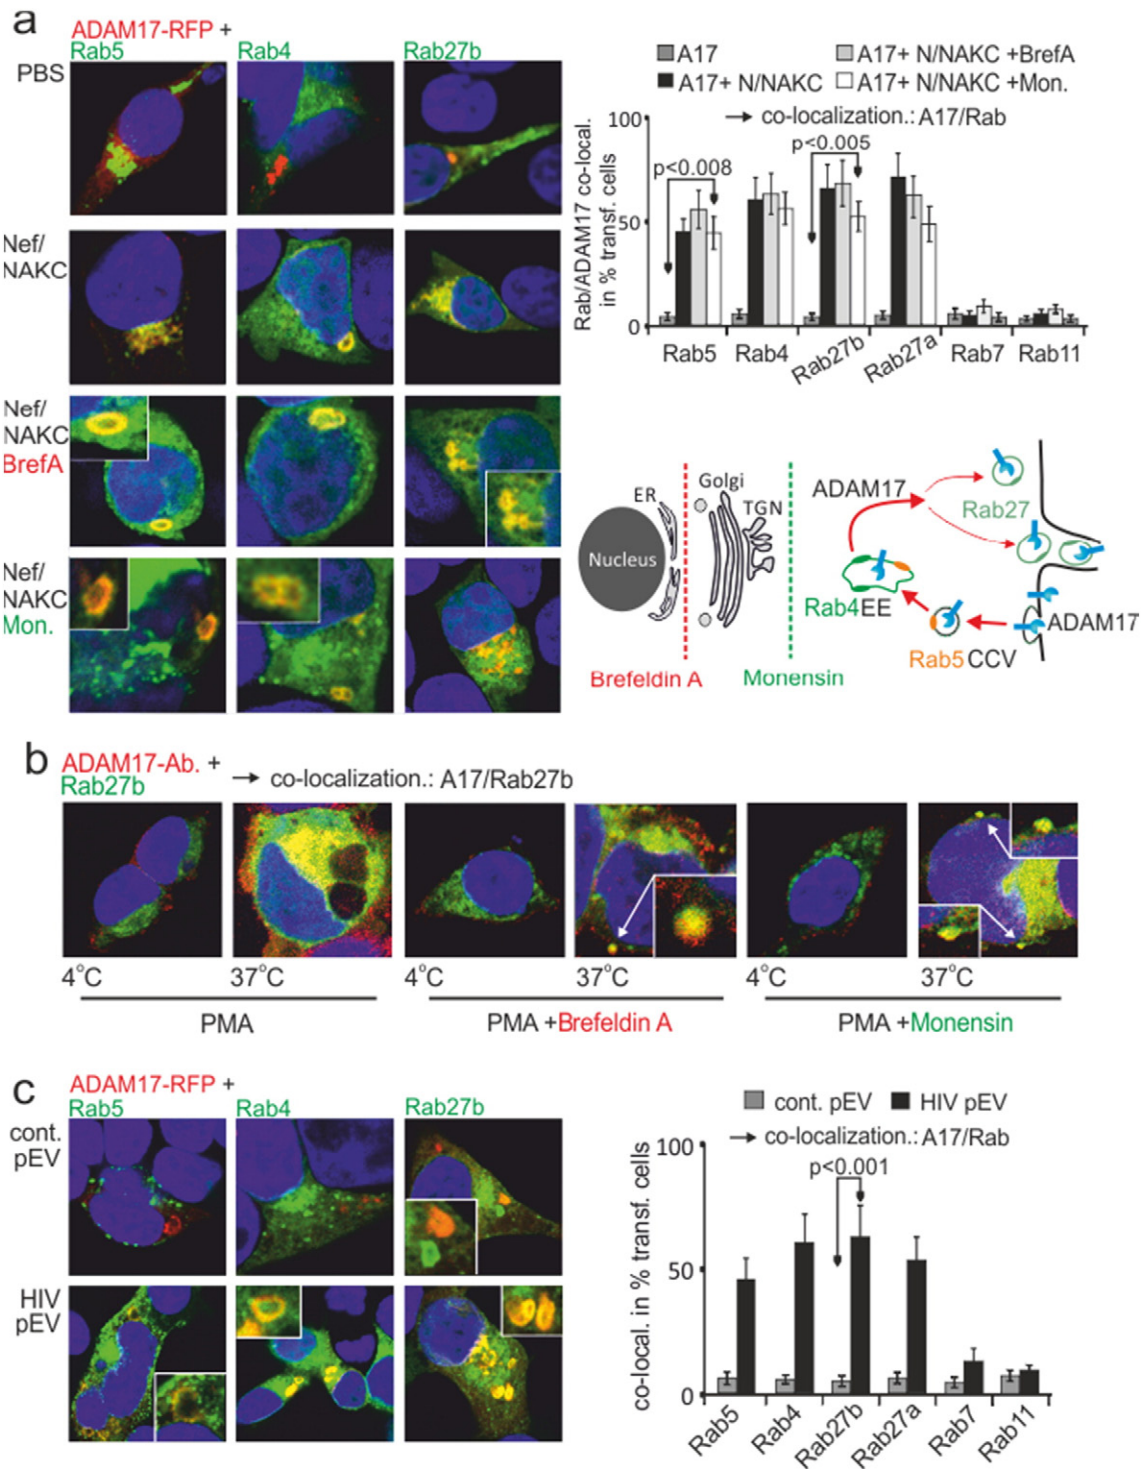 a
ADAM17-RFP +
Rab5 Rab4 Rab27b
PBS
Nef/
NAKC
Nef/
NAKC
BrefA
Nef/
NAKC
Mon.
A17 A17+ N/NAKC +BrefA
A17+ N/NAKC A17+ N/NAKC +Mon.
→ co-localization.: A17/Rab
Rab/ADAM17 co-local.
in % transf. cells
100
50
0
p<0.008
p<0.005
Rab5 Rab4 Rab27b Rab27a Rab7 Rab11
ER Golgi TGN
Nucleus
Brefeldin A Monensin
ADAM17
Rab27
Rab4EE
Rab5 CCV
ADAM17
b
ADAM17-Ab. +
Rab27b
→ co-localization.: A17/Rab27b
4°C 37°C 4°C 37°C 4°C 37°C
PMA PMA +Brefeldin A PMA +Monensin
c
ADAM17-RFP +
Rab5 Rab4 Rab27b
cont.
pEV
HIV
pEV
cont. pEV HIV pEV
→ co-localization.: A17/Rab
co-local. in % transf. cells
100
50
0
p<0.001
Rab5 Rab4 Rab27b Rab27a Rab7 Rab11